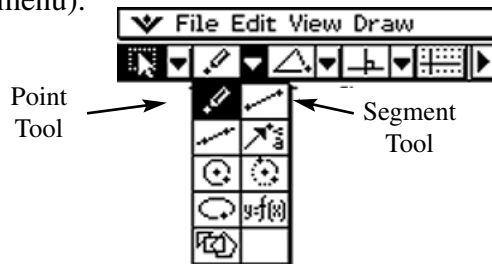 menu).
File Edit View Draw
Point
Tool
Segment
Tool
y=f(x)